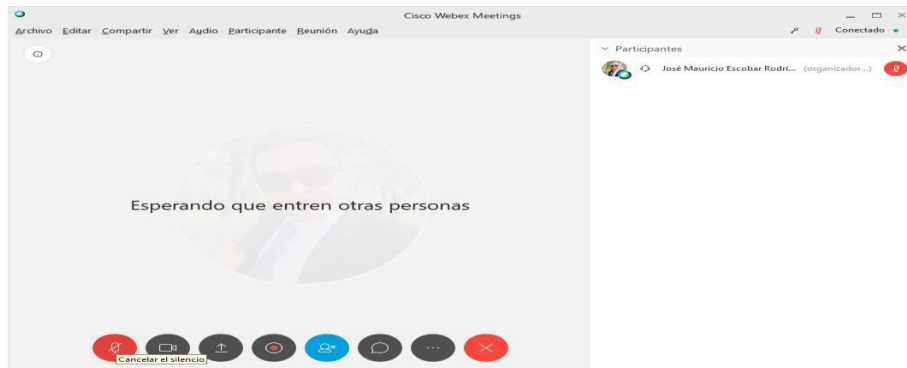 Cisco Webex Meetings
Archivo Editar Compartir Ver Audio Participante Reunión Ayuda
Conectado
Participantes
José Mauricio Escobar Rodrí... (organizador...)
Esperando que entren otras personas
Cancelar el silencio